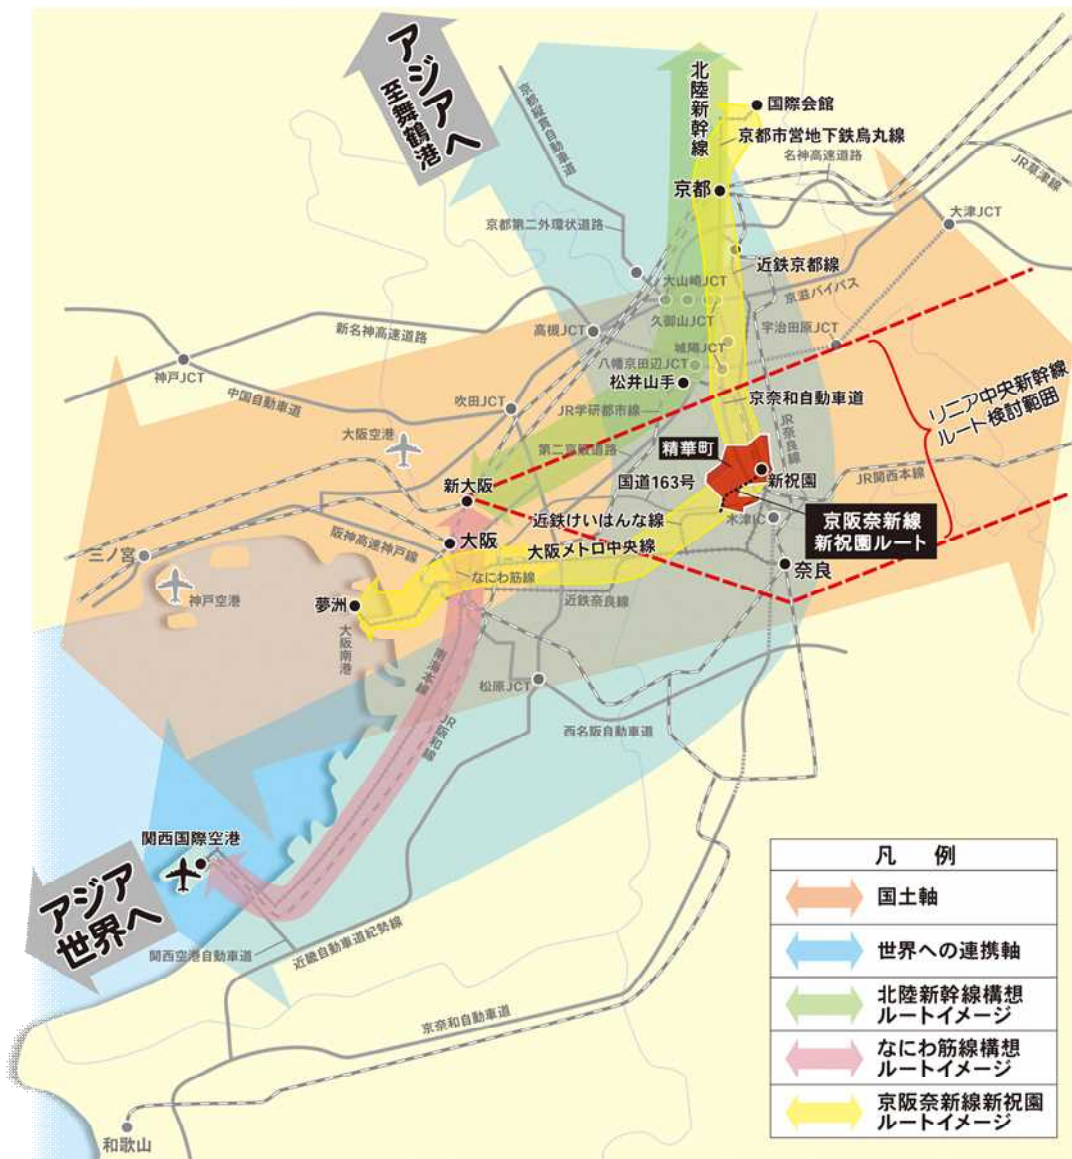 アジアへ
至舞鶴港
京都縦貫自動車道
北陸新幹線
国際会館
京都市営地下鉄烏丸線
名神高速道路
JR草津線
京都
大津JCT
京都第二外環状道路
近鉄京都線
大山崎JCT
京滋バイパス
新名神高速道路
高槻JCT
久御山JCT
宇治田原JCT
城陽JCT
八幡京田辺JCT
神戸JCT
中国自動車道
松井山手
京奈和自動車道
リニア中央新幹線
ルート検討範囲
吹田JCT
JR学研都市線
JR奈良線
大阪空港
第二京阪道路
精華町
新祝園
国道163号
JR関西本線
新大阪
近鉄けいはんな線
木津IC
京阪奈新線
新祝園ルート
阪神高速神戸線
大阪
大阪メトロ中央線
三ノ宮
なにわ筋線
奈良
神戸空港
夢洲
近鉄奈良線
大阪南港
南海本線
JR阪和線
松原JCT
西名阪自動車道
関西国際空港
アジア
世界へ
関西空港自動車道
近畿自動車道紀勢線
京奈和自動車道
和歌山
凡 例
国土軸
世界への連携軸
北陸新幹線構想
ルートイメージ
なにわ筋線構想
ルートイメージ
京阪奈新線新祝園
ルートイメージ